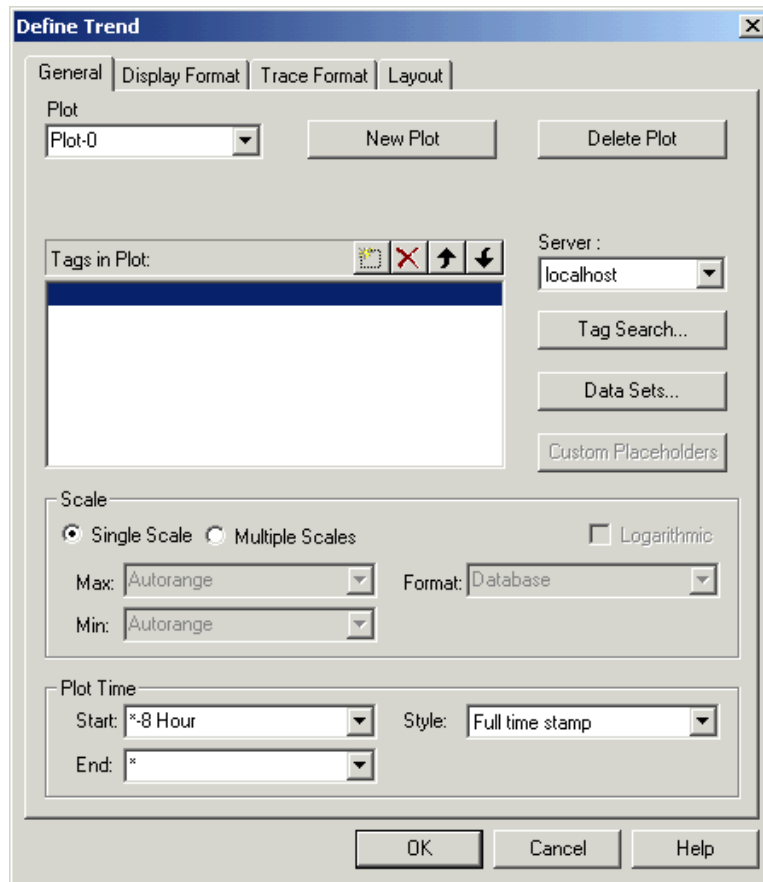 Define Trend
General Display Format Trace Format Layout
Plot
Plot-0 New Plot Delete Plot
Tags in Plot:
Server :
localhost
Tag Search...
Data Sets...
Custom Placeholders
Scale
Single Scale Multiple Scales Logarithmic
Max: Autorange Format: Database
Min: Autorange
Plot Time
Start: *-8 Hour Style: Full time stamp
End: *
OK Cancel Help